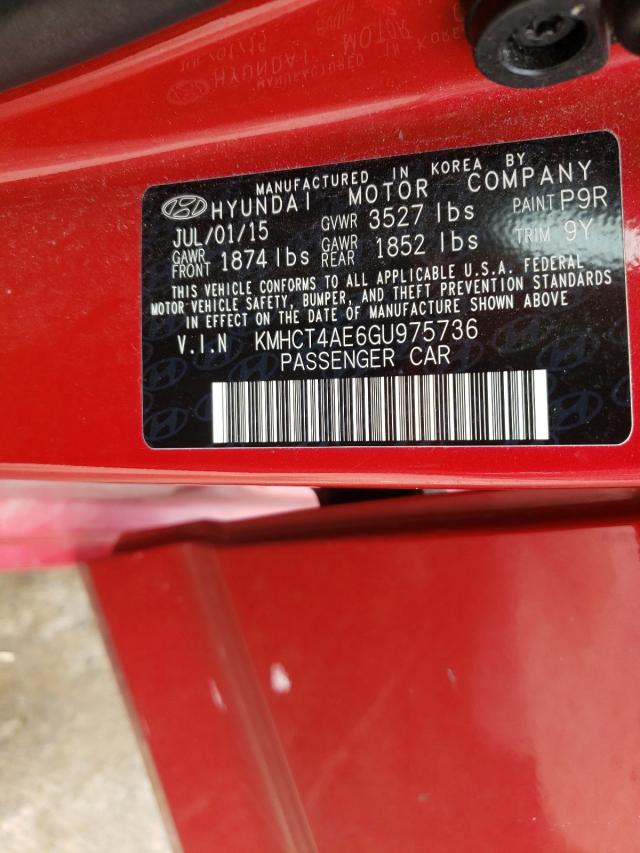 MANUFACTURED IN KOREA BY
HYUNDAI MOTOR COMPANY
JUL/01/15 GVWR 3527 lbs PAINT P9R
GAWR FRONT 1874 lbs GAWR REAR 1852 lbs TRIM 9Y
THIS VEHICLE CONFORMS TO ALL APPLICABLE U.S.A. FEDERAL
MOTOR VEHICLE SAFETY, BUMPER, AND THEFT PREVENTION STANDARDS
IN EFFECT ON THE DATE OF MANUFACTURE SHOWN ABOVE
V.I.N KMHCT4AE6GU975736
PASSENGER CAR